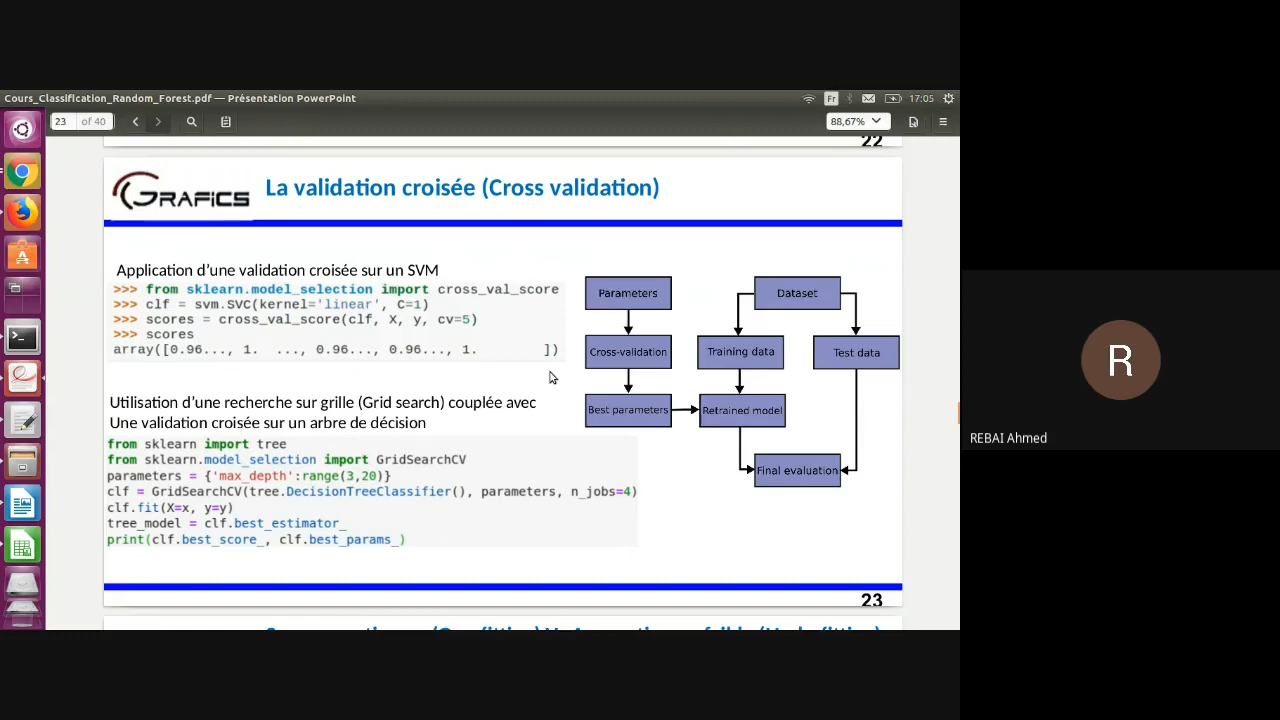 Cours_Classification_Random_Forest.pdf — Présentation PowerPoint
Fr
17:05
23
of 40
88,67%
22
GRAFICS
La validation croisée (Cross validation)
Application d'une validation croisée sur un SVM
>>> from sklearn.model_selection import cross_val_score
>>> clf = svm.SVC(kernel='linear', C=1)
>>> scores = cross_val_score(clf, X, y, cv=5)
>>> scores
array([0.96..., 1. ..., 0.96..., 0.96..., 1. ])
Utilisation d'une recherche sur grille (Grid search) couplée avec
Une validation croisée sur un arbre de décision
from sklearn import tree
from sklearn.model_selection import GridSearchCV
parameters = {'max_depth':range(3,20)}
clf = GridSearchCV(tree.DecisionTreeClassifier(), parameters, n_jobs=4)
clf.fit(X=x, y=y)
tree_model = clf.best_estimator_
print(clf.best_score_, clf.best_params_)
Parameters
Dataset
Cross-validation
Training data
Test data
Best parameters
Retrained model
Final evaluation
23
R
REBAI Ahmed